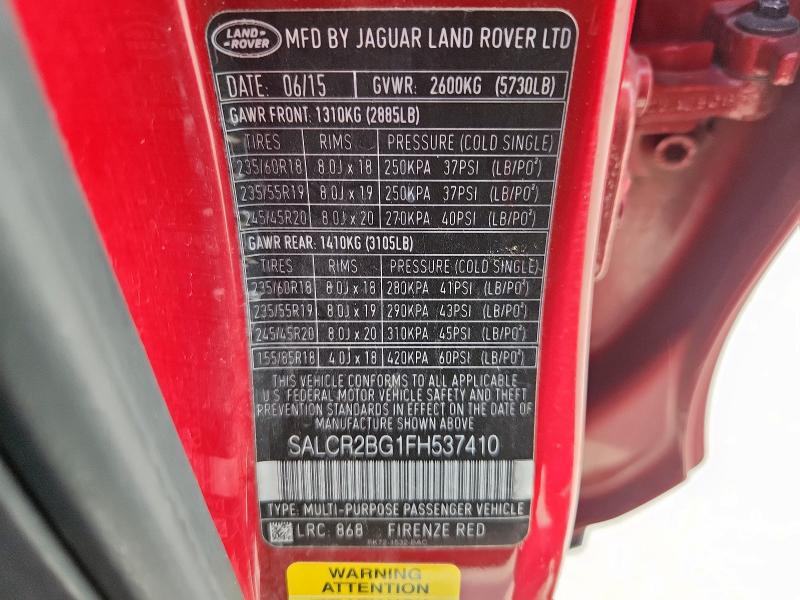 LAND ROVER MFD BY JAGUAR LAND ROVER LTD
DATE: 06/15 GVWR: 2600KG (5730LB)
GAWR FRONT: 1310KG (2885LB)
TIRES RIMS PRESSURE (COLD SINGLE)
235/60R18 8.0J x 18 250KPA 37PSI (LB/PO²)
235/55R19 8.0J x 19 250KPA 37PSI (LB/PO²)
245/45R20 8.0J x 20 270KPA 40PSI (LB/PO²)
GAWR REAR: 1410KG (3105LB)
TIRES RIMS PRESSURE (COLD SINGLE)
235/60R18 8.0J x 18 280KPA 41PSI (LB/PO²)
235/55R19 8.0J x 19 290KPA 43PSI (LB/PO²)
245/45R20 8.0J x 20 310KPA 45PSI (LB/PO²)
155/85R18 4.0J x 18 420KPA 60PSI (LB/PO²)
THIS VEHICLE CONFORMS TO ALL APPLICABLE
U.S FEDERAL MOTOR VEHICLE SAFETY AND THEFT
PREVENTION STANDARDS IN EFFECT ON THE DATE OF
MANUFACTURE SHOWN ABOVE
SALCR2BG1FH537410
TYPE: MULTI-PURPOSE PASSENGER VEHICLE
LRC: 868 FIRENZE RED
WARNING
ATTENTION